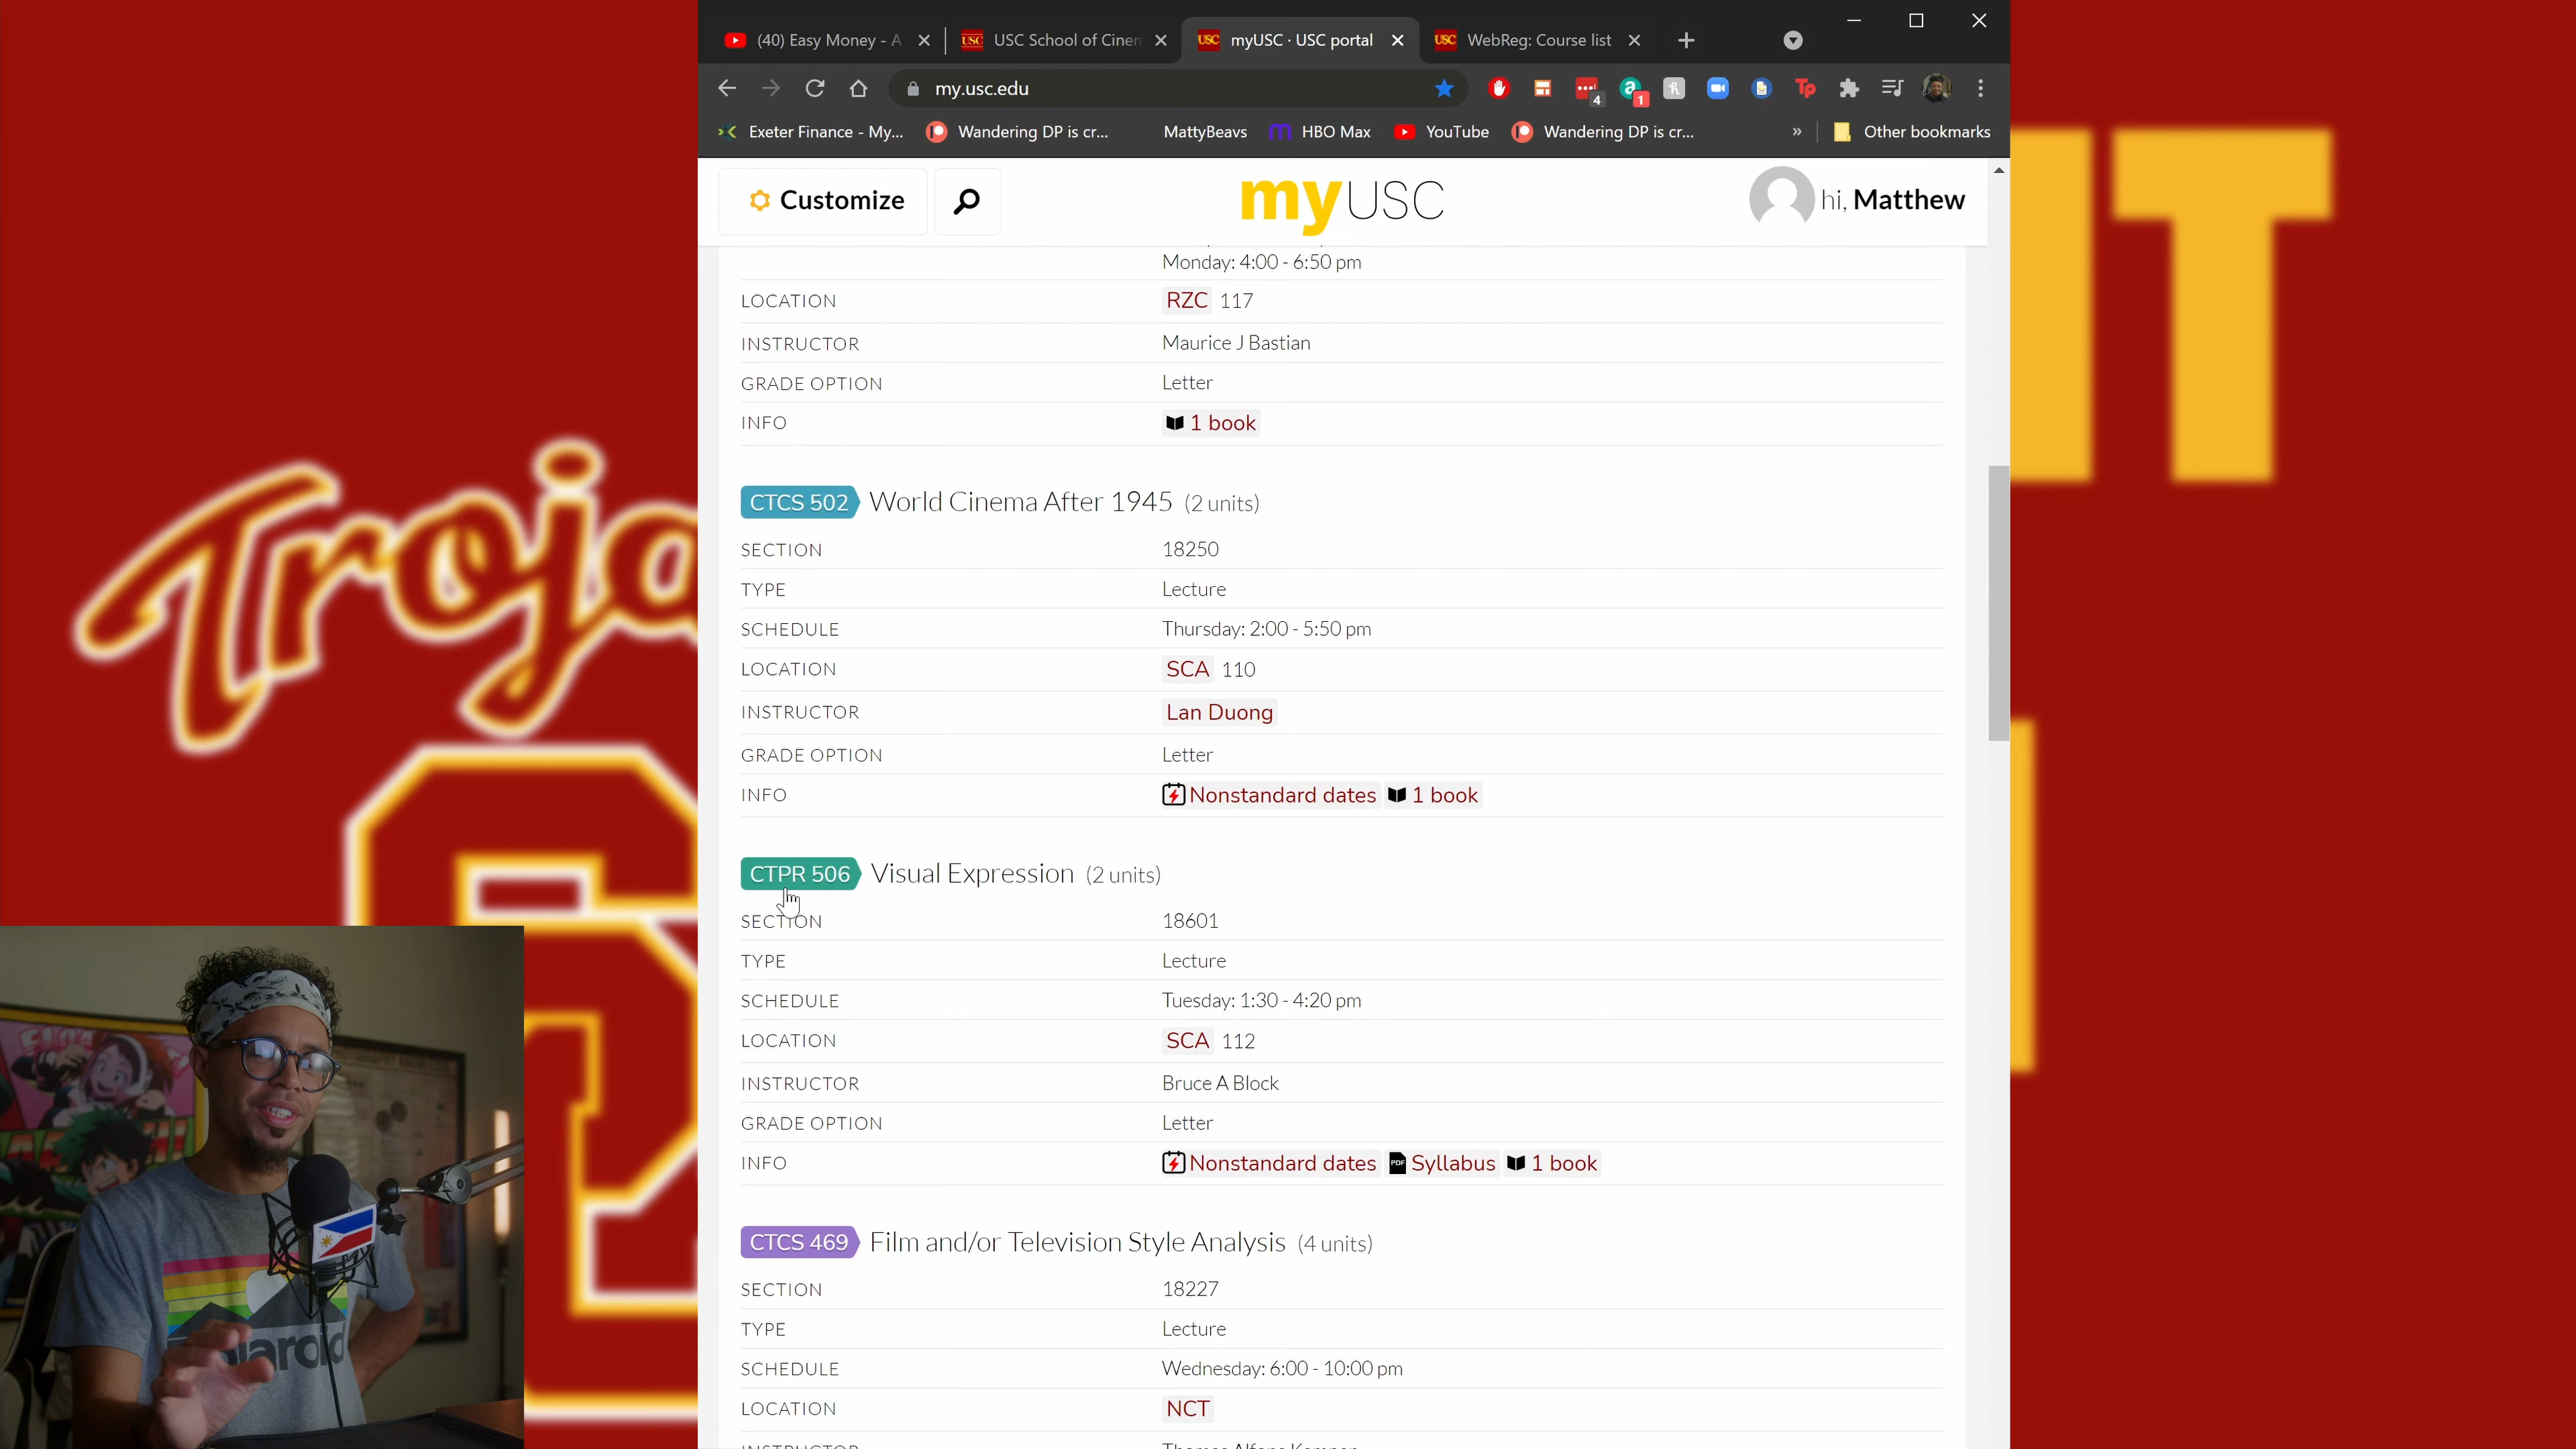 (40) Easy Money - A
USC School of Cinem
myUSC · USC portal
WebReg: Course list
my.usc.edu
4
1
Tp
Exeter Finance - My...
Wandering DP is cr...
MattyBeavs
HBO Max
YouTube
Wandering DP is cr...
»
Other bookmarks
Customize
myUSC
hi, Matthew
Monday: 4:00 - 6:50 pm
LOCATION RZC 117
INSTRUCTOR Maurice J Bastian
GRADE OPTION Letter
INFO 1 book
CTCS 502 World Cinema After 1945 (2 units)
SECTION 18250
TYPE Lecture
SCHEDULE Thursday: 2:00 - 5:50 pm
LOCATION SCA 110
INSTRUCTOR Lan Duong
GRADE OPTION Letter
INFO Nonstandard dates 1 book
CTPR 506 Visual Expression (2 units)
SECTION 18601
TYPE Lecture
SCHEDULE Tuesday: 1:30 - 4:20 pm
LOCATION SCA 112
INSTRUCTOR Bruce A Block
GRADE OPTION Letter
INFO Nonstandard dates PDF Syllabus 1 book
CTCS 469 Film and/or Television Style Analysis (4 units)
SECTION 18227
TYPE Lecture
SCHEDULE Wednesday: 6:00 - 10:00 pm
LOCATION NCT
Troja